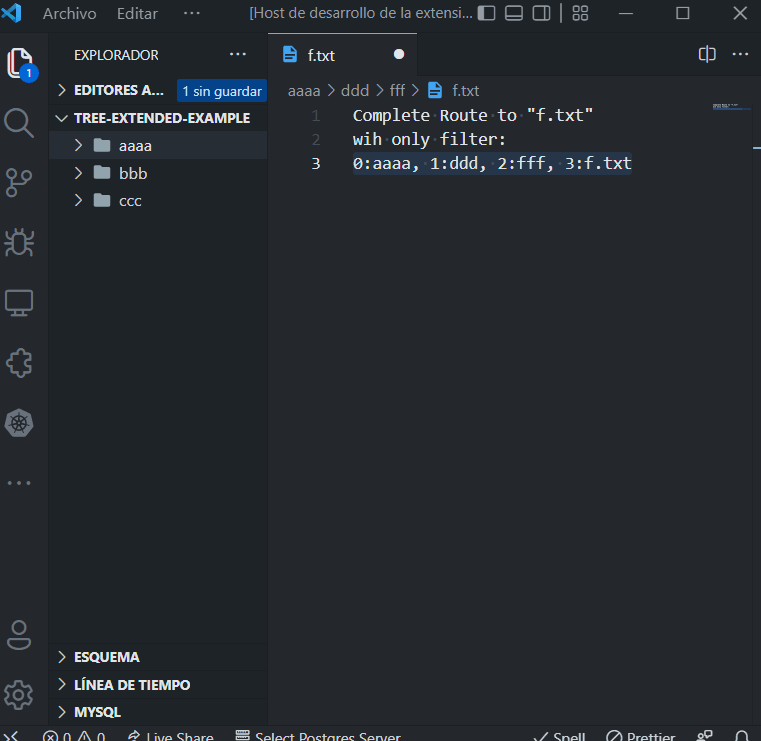 Archivo Editar ··· [Host de desarrollo de la extensi...
EXPLORADOR ···
EDITORES A... 1 sin guardar
TREE-EXTENDED-EXAMPLE
aaaa
bbb
ccc
ESQUEMA
LÍNEA DE TIEMPO
MYSQL
1
f.txt
aaaa > ddd > fff > f.txt
1 Complete Route to "f.txt"
2 wih only filter:
3 0:aaaa, 1:ddd, 2:fff, 3:f.txt
0 0 Live Share Select Postgres Server Spell Prettier